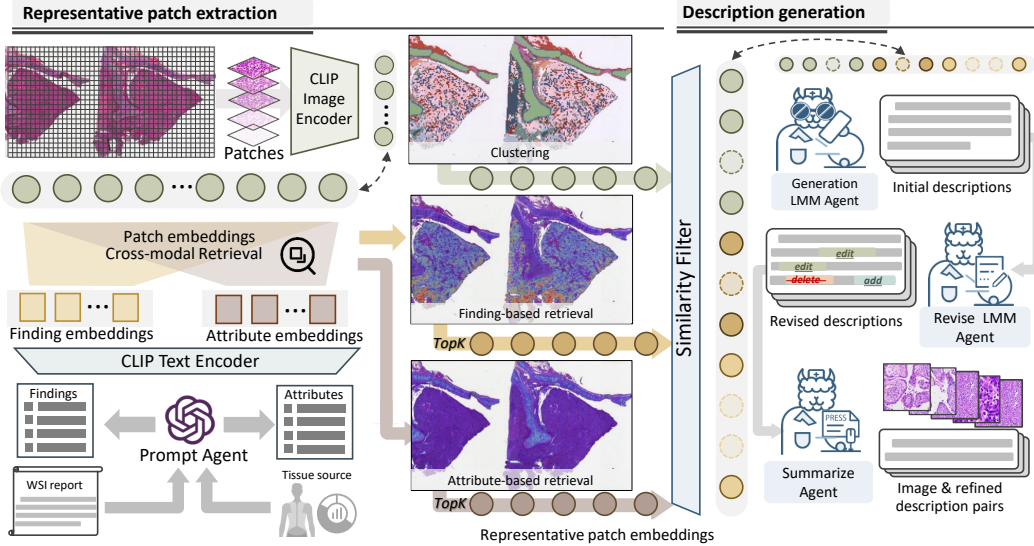 Representative patch extraction
CLIP
Image
Encoder
Patches
Patch embeddings
Cross-modal Retrieval
Finding embeddings
Attribute embeddings
CLIP Text Encoder
Findings
Attributes
Prompt Agent
WSI report
Tissue source
Clustering
Finding-based retrieval
TopK
Attribute-based retrieval
TopK
Representative patch embeddings
Similarity Filter
Description generation
Generation
LMM Agent
Initial descriptions
edit
edit
delete
add
Revised descriptions
Revise LMM
Agent
PRESS
Summarize
Agent
Image & refined
description pairs